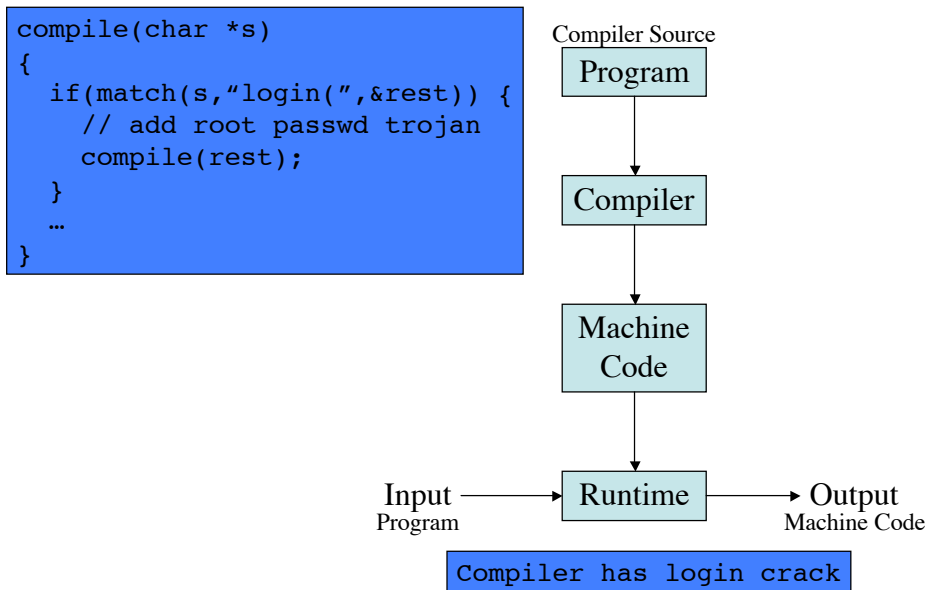 compile(char *s)
{
if(match(s,“login(”,&rest)) {
// add root passwd trojan
compile(rest);
}
…
}
Compiler Source
Program
Compiler
Machine
Code
Input
Program
Runtime
Output
Machine Code
Compiler has login crack